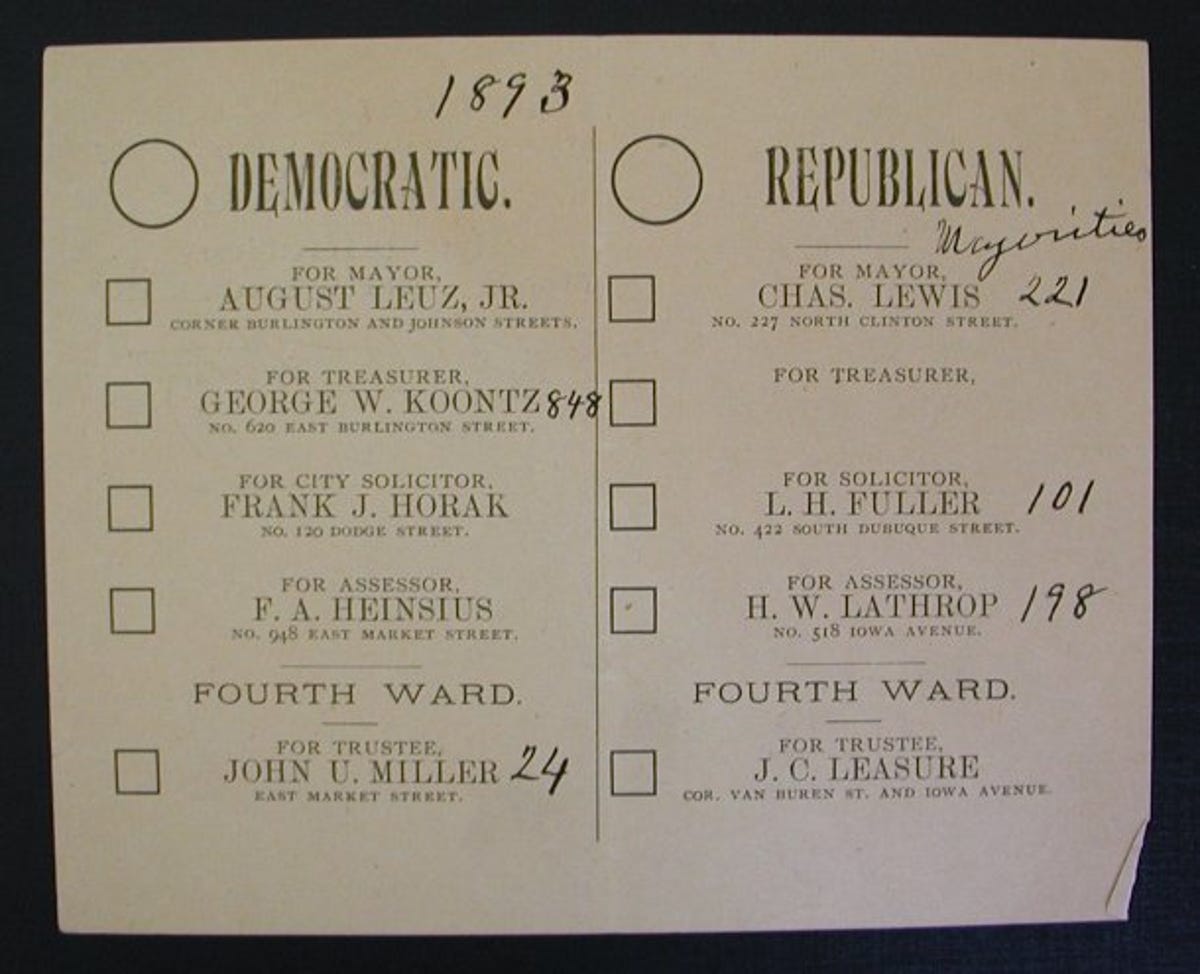 1893
DEMOCRATIC.
FOR MAYOR,
AUGUST LEUZ, JR.
CORNER BURLINGTON AND JOHNSON STREETS.
FOR TREASURER,
GEORGE W. KOONTZ 848
NO. 620 EAST BURLINGTON STREET.
FOR CITY SOLICITOR,
FRANK J. HORAK
NO. 120 DODGE STREET.
FOR ASSESSOR,
F. A. HEINSIUS
NO. 948 EAST MARKET STREET.
FOURTH WARD.
FOR TRUSTEE,
JOHN U. MILLER 24
EAST MARKET STREET.
REPUBLICAN.
Mayorities
FOR MAYOR,
CHAS. LEWIS 221
NO. 227 NORTH CLINTON STREET.
FOR TREASURER,
FOR SOLICITOR,
L. H. FULLER 101
NO. 422 SOUTH DUBUQUE STREET.
FOR ASSESSOR,
H. W. LATHROP 198
NO. 518 IOWA AVENUE.
FOURTH WARD.
FOR TRUSTEE,
J. C. LEASURE
COR. VAN BUREN ST. AND IOWA AVENUE.